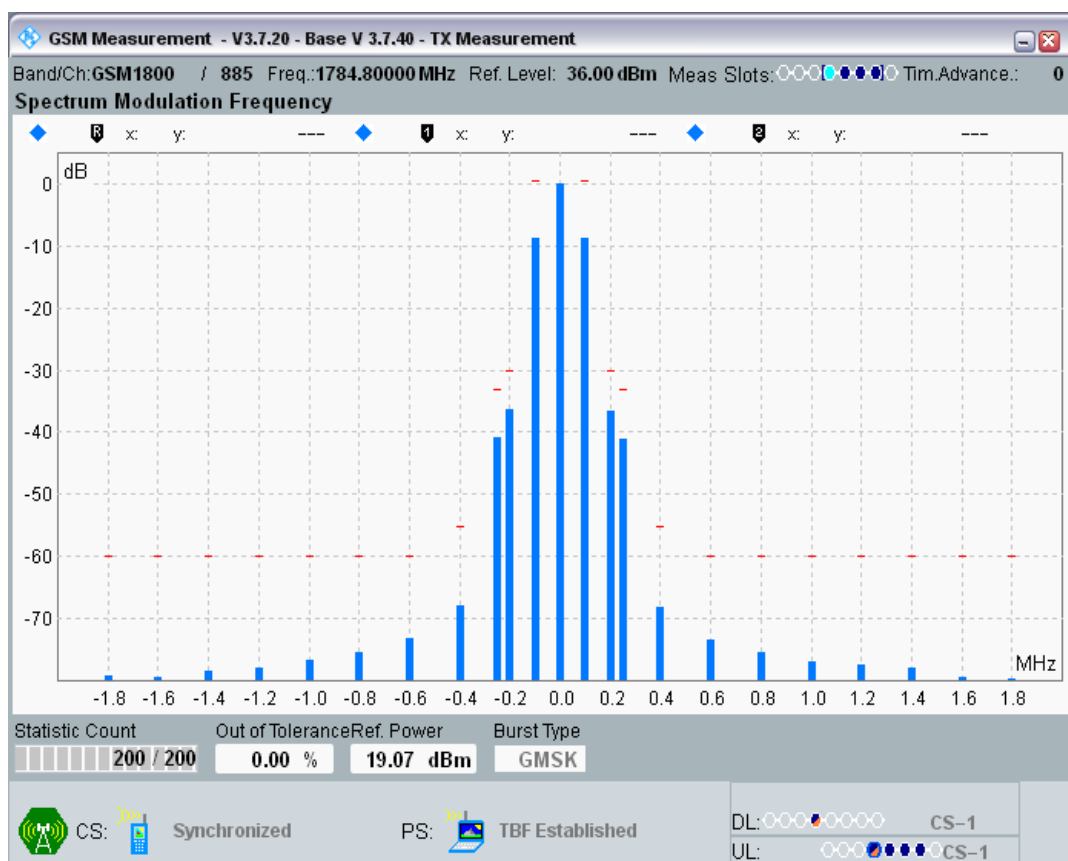 GSM Measurement - V3.7.20 - Base V 3.7.40 - TX Measurement
Band/Ch:GSM1800 / 885 Freq.:1784.80000 MHz Ref. Level: 36.00 dBm Meas Slots: Tim.Advance.: 0
Spectrum Modulation Frequency
R x: y: --- 1 x: y: --- 2 x: y: ---
dB
0
-10
-20
-30
-40
-50
-60
-70
MHz
-1.8 -1.6 -1.4 -1.2 -1.0 -0.8 -0.6 -0.4 -0.2 0.0 0.2 0.4 0.6 0.8 1.0 1.2 1.4 1.6 1.8
Statistic Count Out of Tolerance Ref. Power Burst Type
200 / 200 0.00 % 19.07 dBm GMSK
CS: Synchronized PS: TBF Established DL: CS-1
UL: CS-1